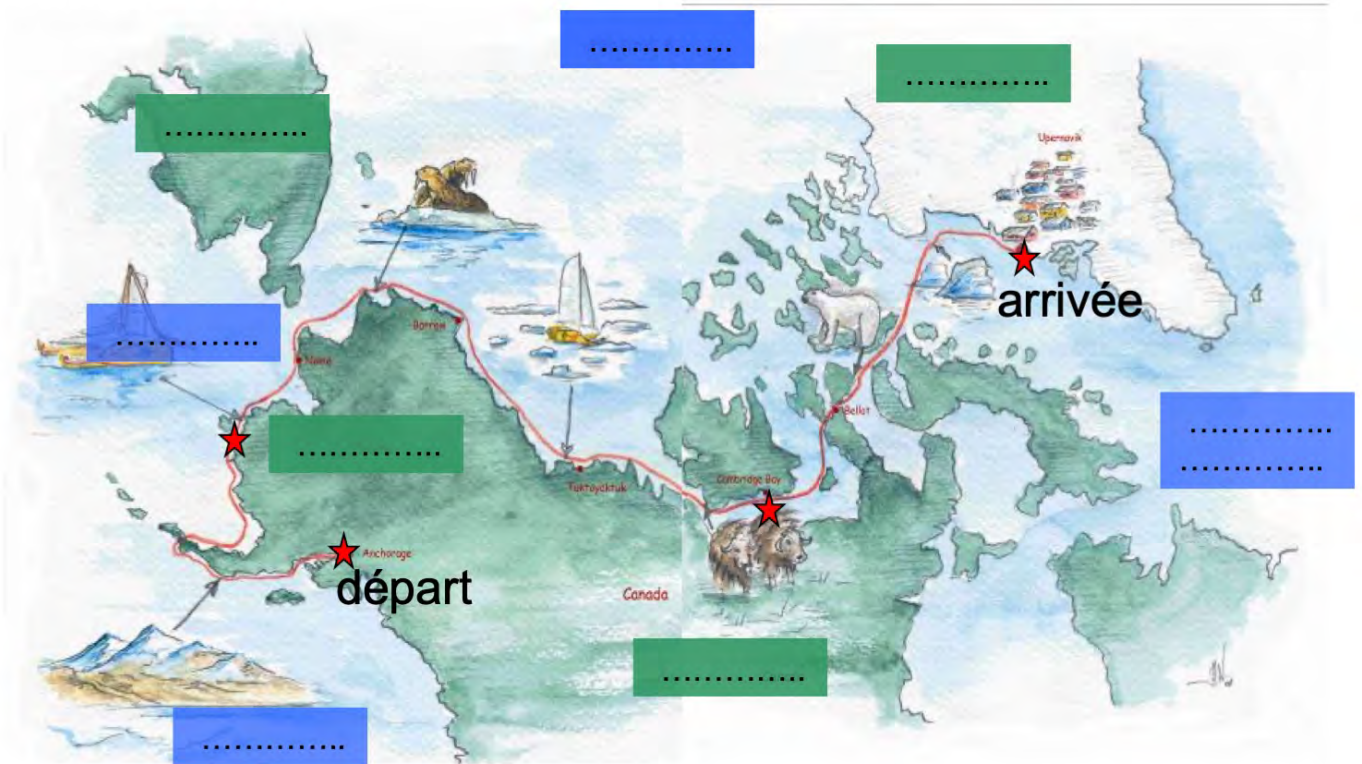 …………..
…………..
…………..
Upernavik
arrivée
…………..
Barrow
Nome
Bellot
…………..
…………..
…………..
Cambridge Bay
Tuktoyaktuk
Anchorage
départ
Canada
…………..
…………..